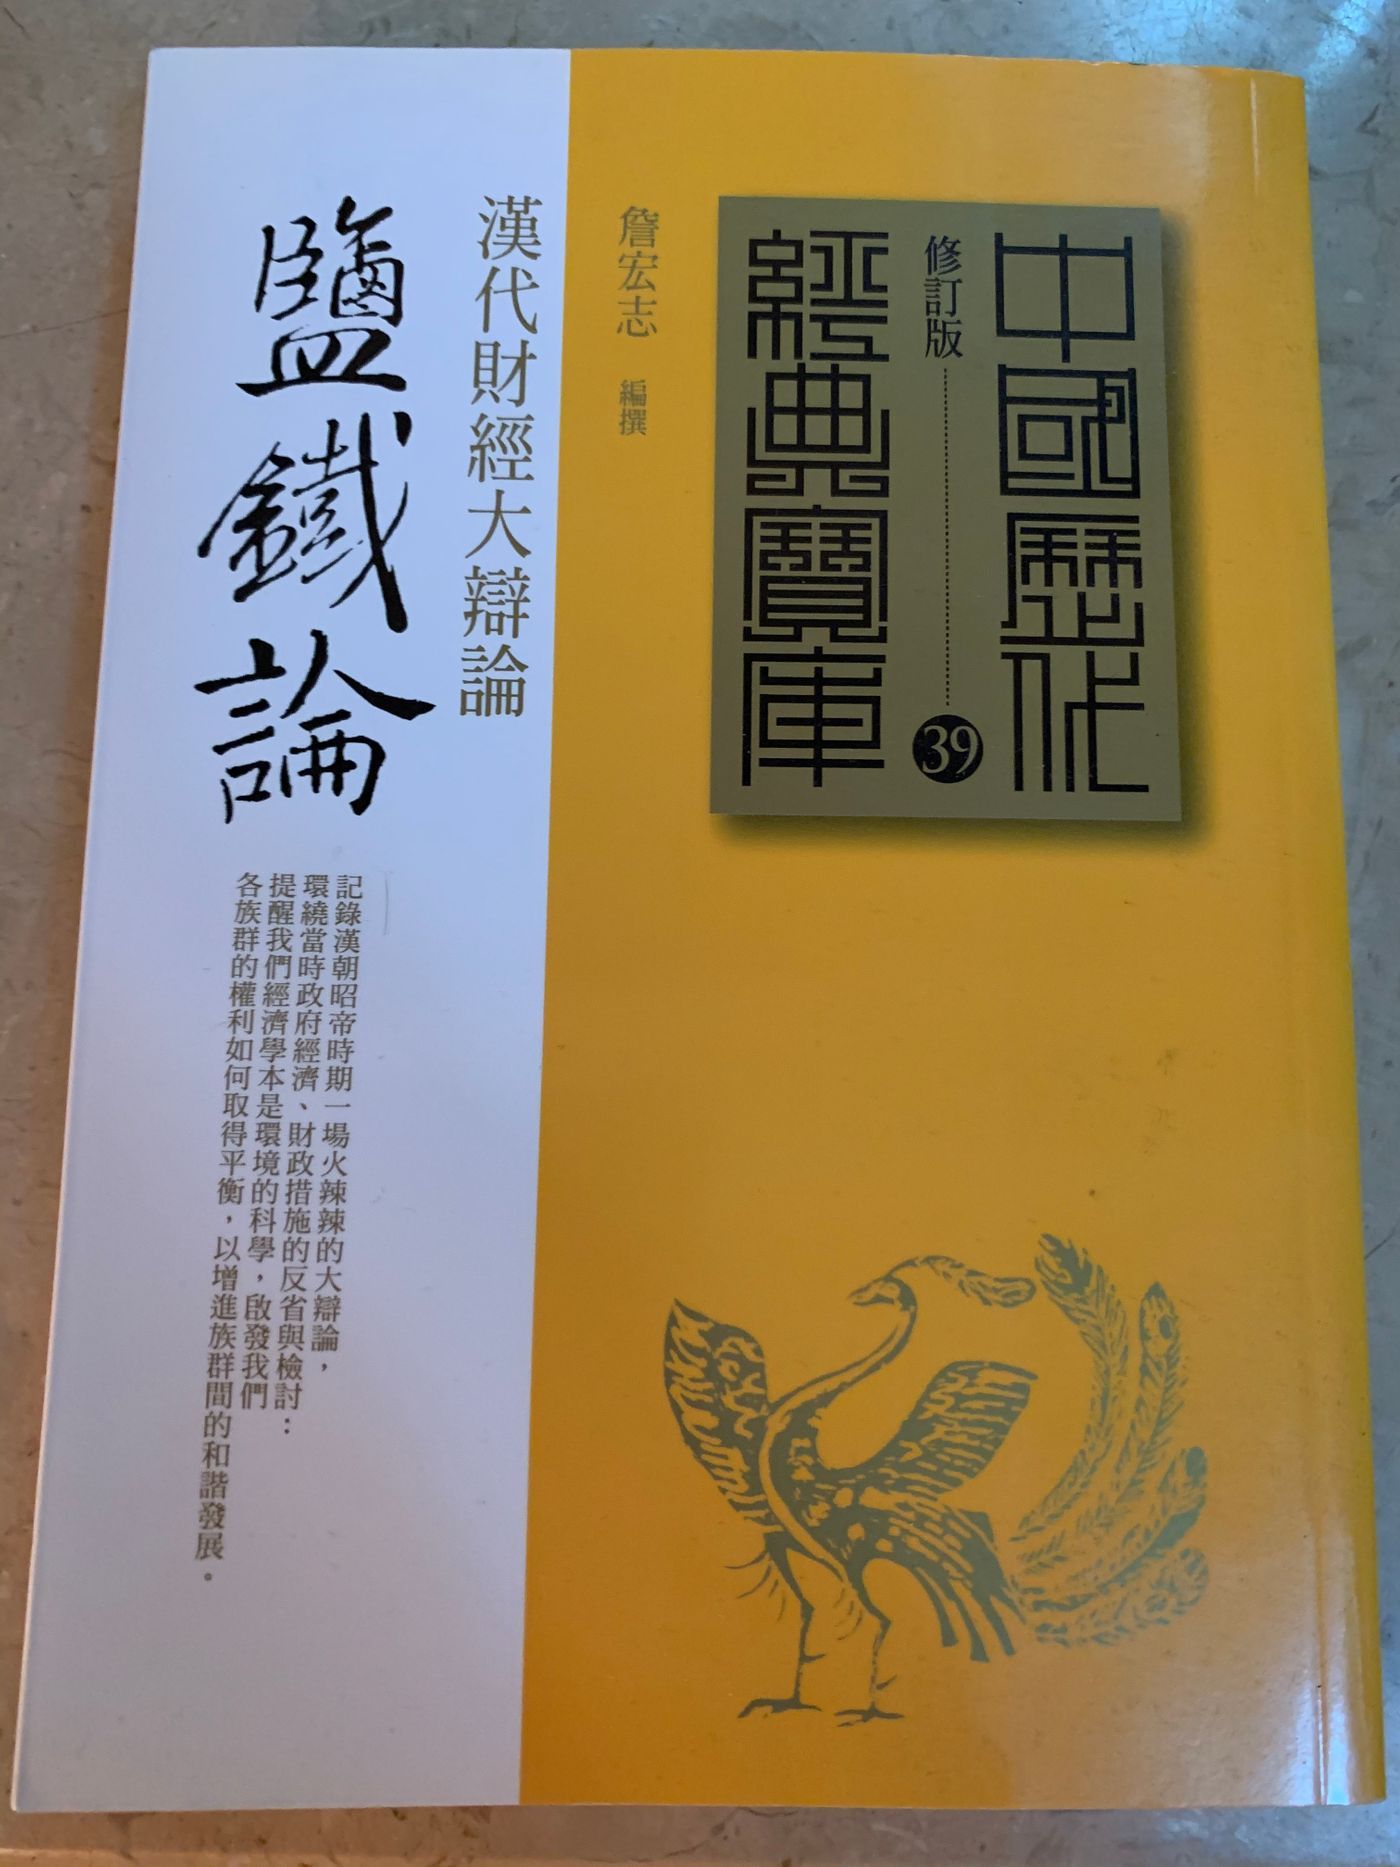 中國歷代
修訂版
39
經典寶庫
詹宏志 編撰
漢代財經大辯論
鹽鐵論
記錄漢朝昭帝時期一場火辣辣的大辯論，
環繞當時政府經濟、財政措施的反省與檢討：
提醒我們經濟學本是環境的科學，啟發我們
各族群的權利如何取得平衡，以增進族群間的和諧發展。